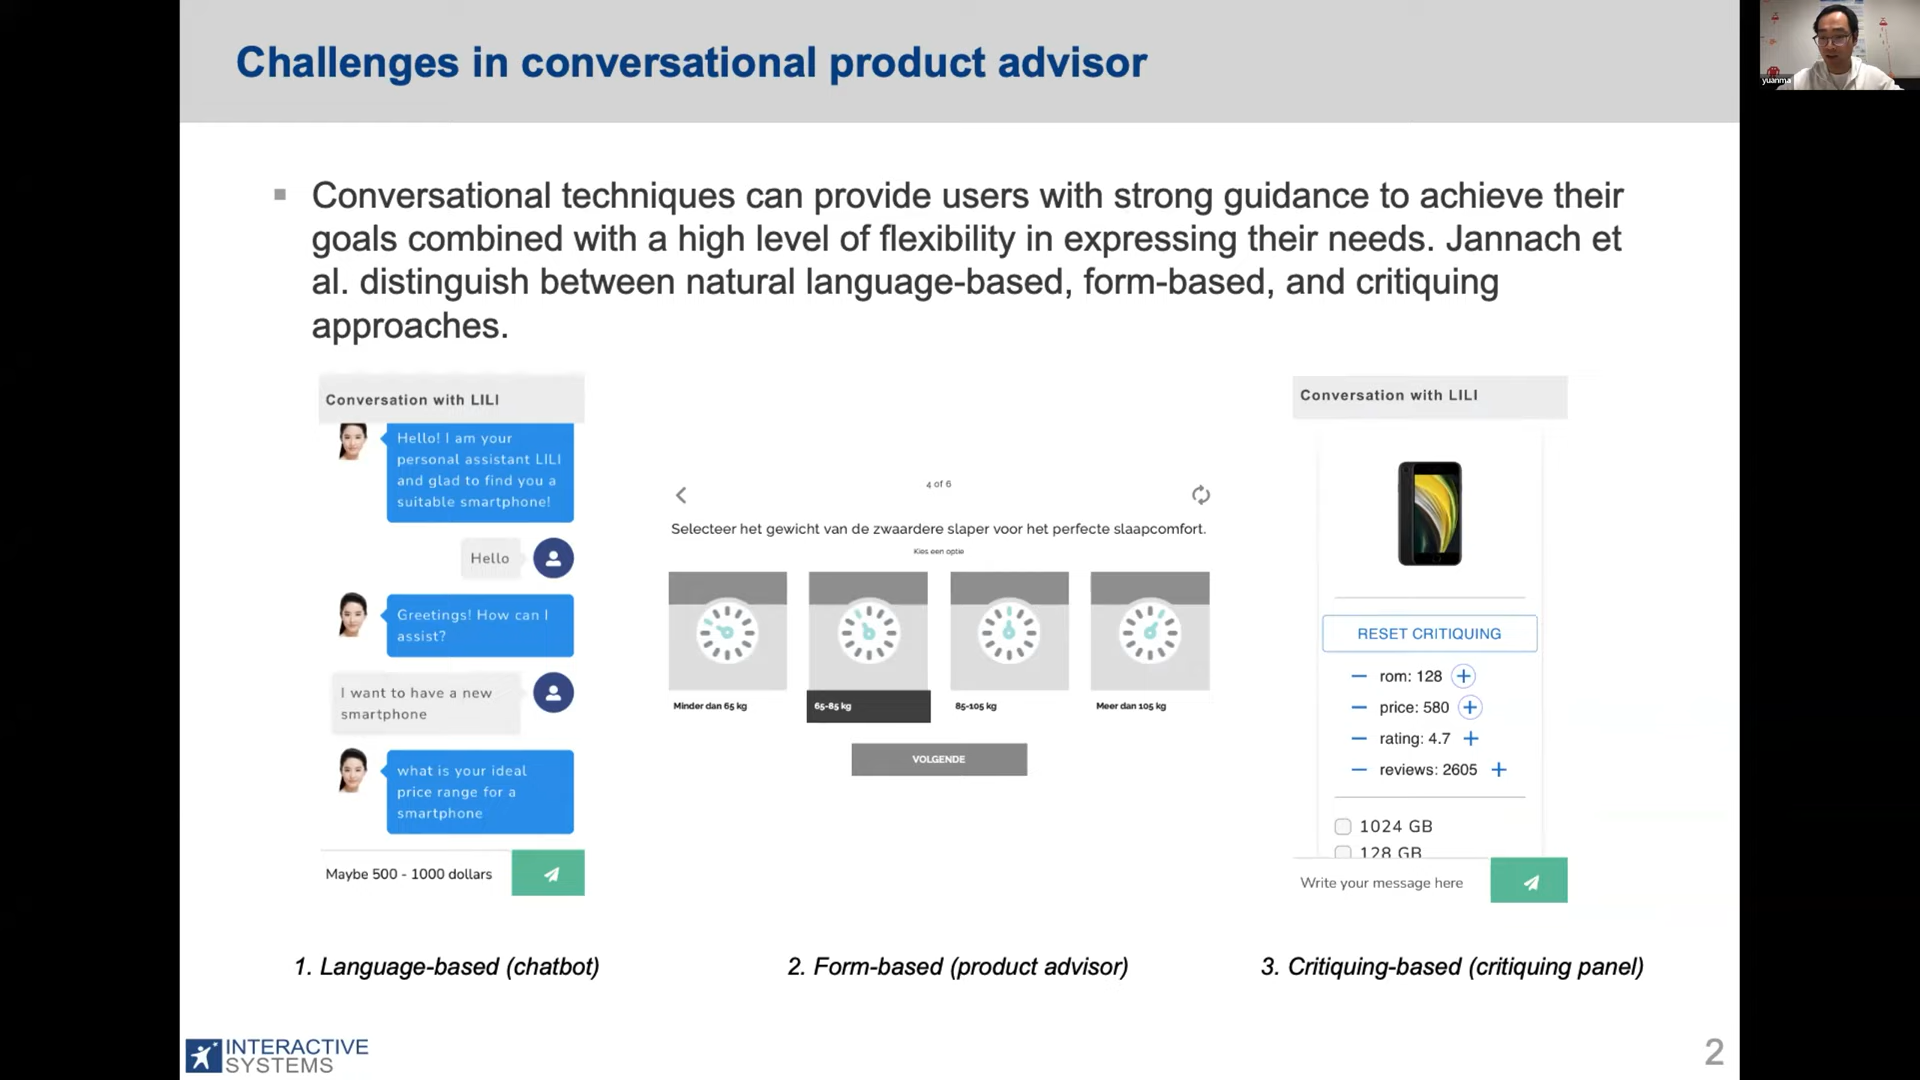 Challenges in conversational product advisor
yuanma
Conversational techniques can provide users with strong guidance to achieve their
goals combined with a high level of flexibility in expressing their needs. Jannach et
al. distinguish between natural language-based, form-based, and critiquing
approaches.
Conversation with LILI
Hello! I am your
personal assistant LILI
and glad to find you a
suitable smartphone!
Hello
Greetings! How can I
assist?
I want to have a new
smartphone
what is your ideal
price range for a
smartphone
Maybe 500 - 1000 dollars
4 of 6
Selecteer het gewicht van de zwaardere slaper voor het perfecte slaapcomfort.
Kies een optie
Minder dan 65 kg
65-85 kg
85-105 kg
Meer dan 105 kg
VOLGENDE
Conversation with LILI
RESET CRITIQUING
rom: 128
price: 580
rating: 4.7
reviews: 2605
1024 GB
128 GB
Write your message here
1. Language-based (chatbot)
2. Form-based (product advisor)
3. Critiquing-based (critiquing panel)
INTERACTIVE
SYSTEMS
2